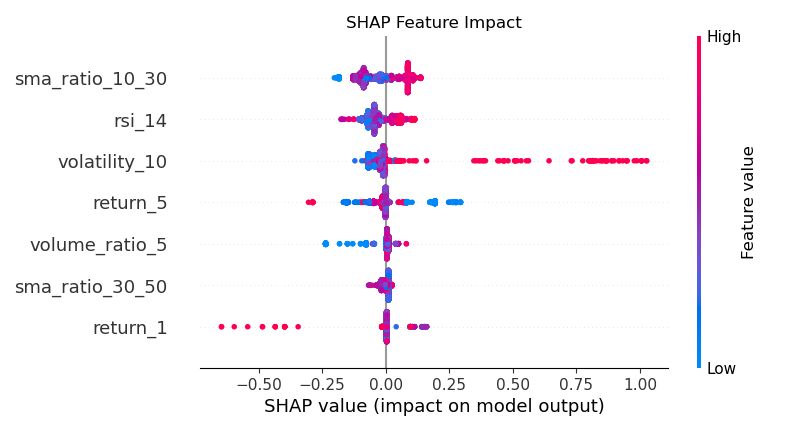 SHAP Feature Impact
High
sma_ratio_10_30
rsi_14
volatility_10
return_5
volume_ratio_5
sma_ratio_30_50
return_1
Feature value
Low
−0.50 −0.25 0.00 0.25 0.50 0.75 1.00
SHAP value (impact on model output)